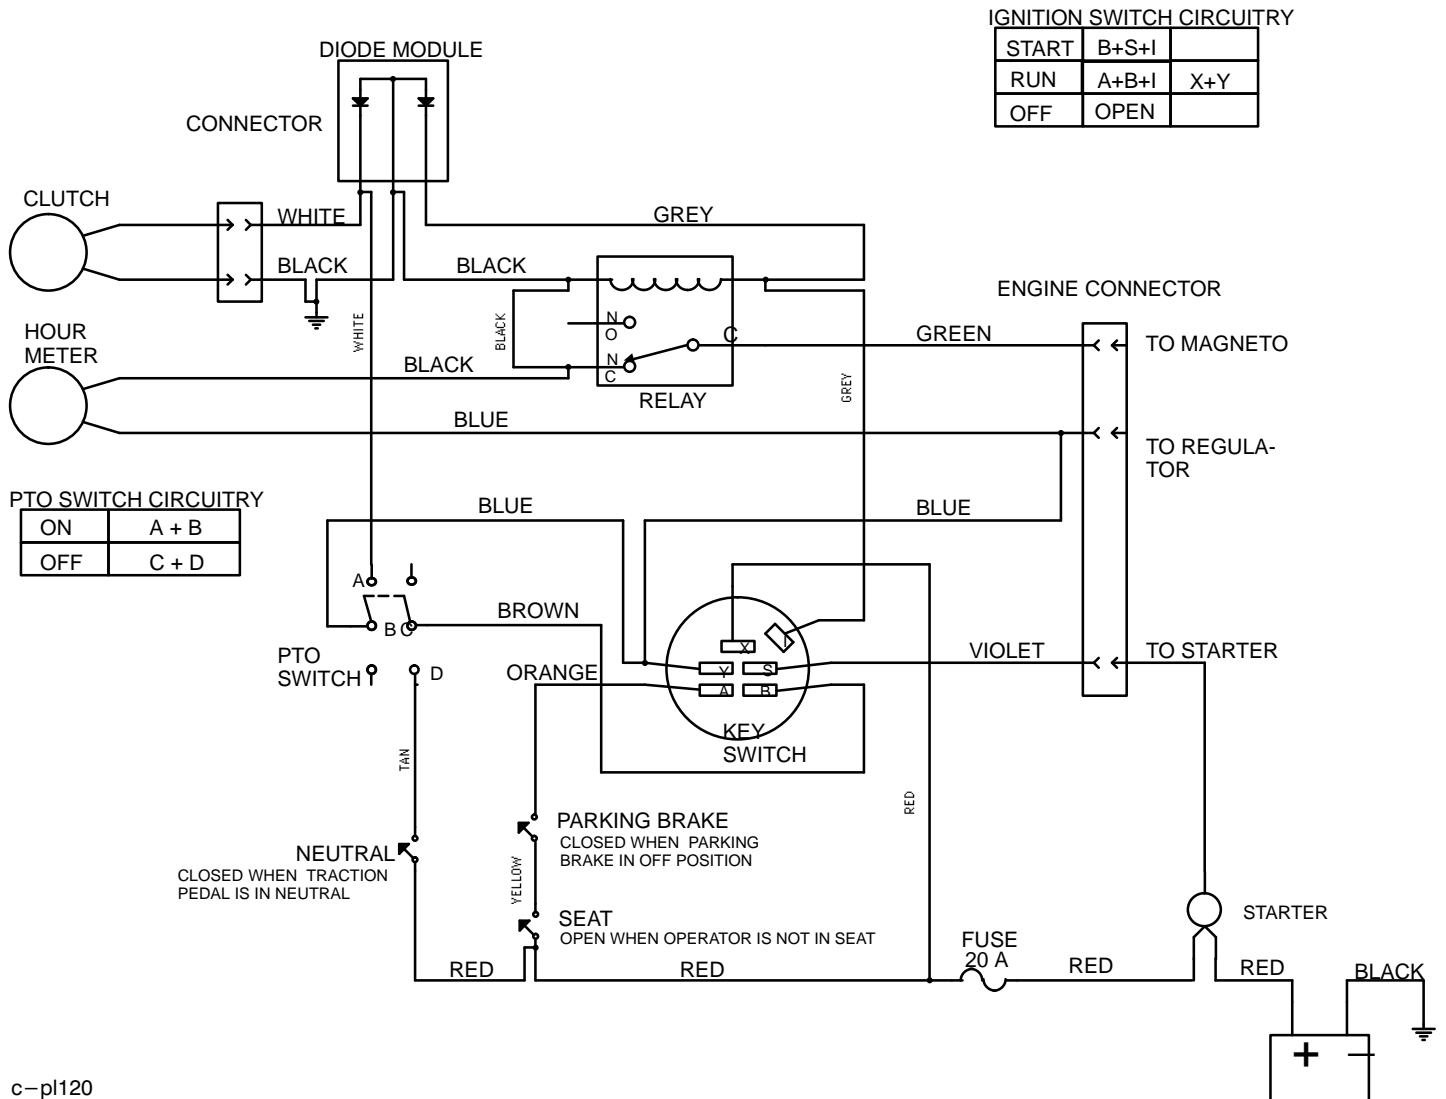 IGNITION SWITCH CIRCUITRY
START B+S+I
RUN A+B+I X+Y
OFF OPEN
DIODE MODULE
CONNECTOR
CLUTCH
WHITE
GREY
BLACK
BLACK
ENGINE CONNECTOR
HOUR
METER
WHITE
BLACK
N
O
C
GREEN
TO MAGNETO
BLACK
N
C
RELAY
GREY
BLUE
TO REGULA-
TOR
PTO SWITCH CIRCUITRY
ON A + B
OFF C + D
BLUE
BLUE
A
B C
BROWN
PTO
SWITCH
D
ORANGE
X
I
Y
S
A
B
VIOLET
TO STARTER
KEY
SWITCH
TAN
RED
PARKING BRAKE
CLOSED WHEN PARKING
BRAKE IN OFF POSITION
NEUTRAL
CLOSED WHEN TRACTION
PEDAL IS IN NEUTRAL
YELLOW
SEAT
OPEN WHEN OPERATOR IS NOT IN SEAT
STARTER
FUSE
20 A
RED
RED
RED
RED
BLACK
+ −
c−pl120